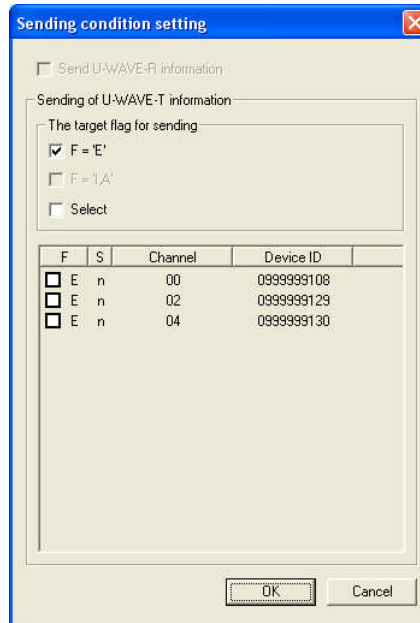 Sending condition setting
Send U-WAVE-R information
Sending of U-WAVE-T information
The target flag for sending
F = 'E'
F = 'I,A'
Select
F S Channel Device ID
E n 00 0999999108
E n 02 0999999129
E n 04 0999999130
OK Cancel